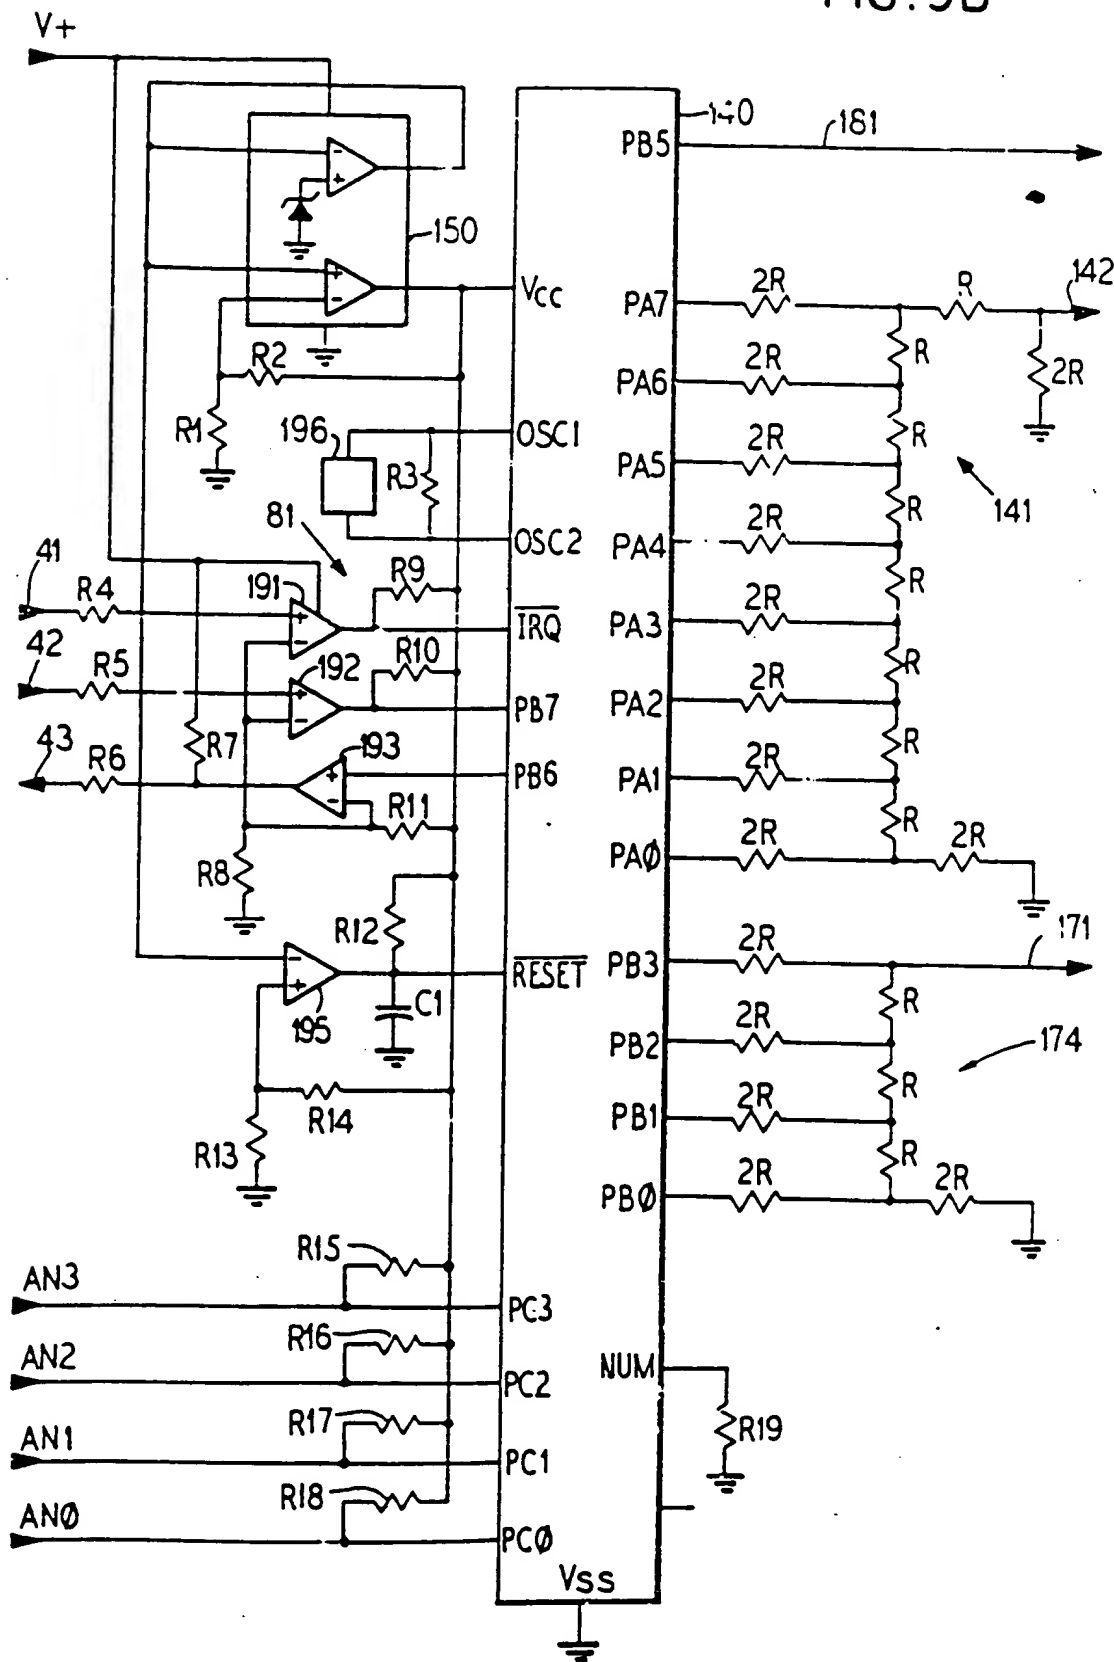 FIG. 9B
V+
140
PB5
181
150
VCC
PA7
2R
R
142
R2
R
PA6
2R
2R
R1
196
OSC1
R3
R
PA5
2R
141
81
R
OSC2
PA4
2R
41
R4
191
R9
R
IRQ
PA3
2R
42
R5
192
R10
R
PB7
PA2
2R
43
R6
R7
193
PB6
R
PA1
2R
R11
R
R8
PAØ
2R
2R
R12
PB3
2R
171
RESET
195
C1
R
PB2
2R
174
R14
R
R13
PB1
2R
R
PBØ
2R
2R
R15
AN3
PC3
R16
AN2
PC2
NUM
R17
R19
AN1
PC1
R18
ANØ
PCØ
VSS